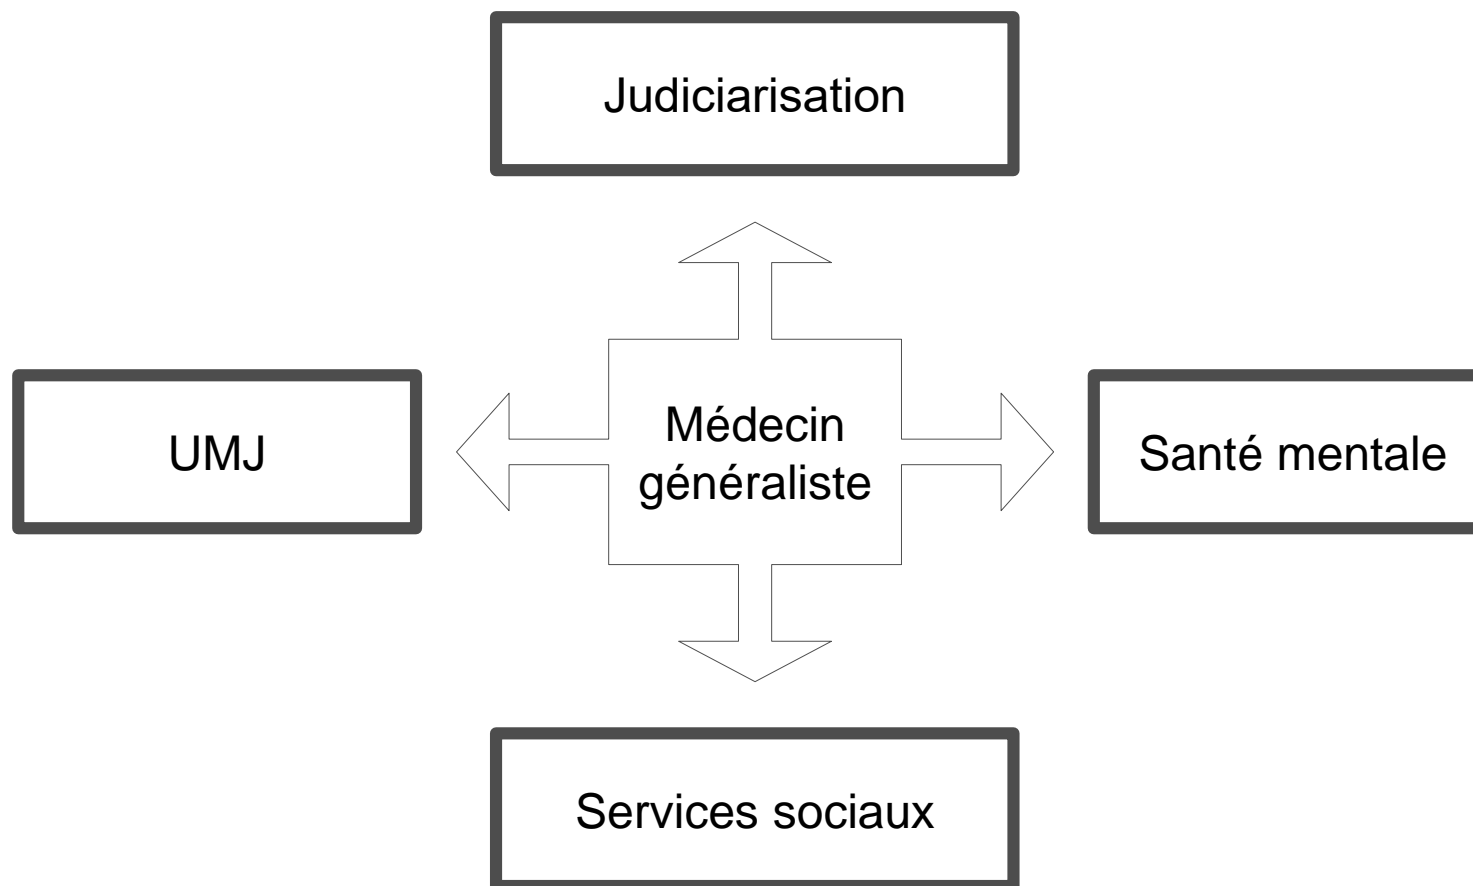 Judiciarisation
UMJ
Médecin
généraliste
Santé mentale
Services sociaux